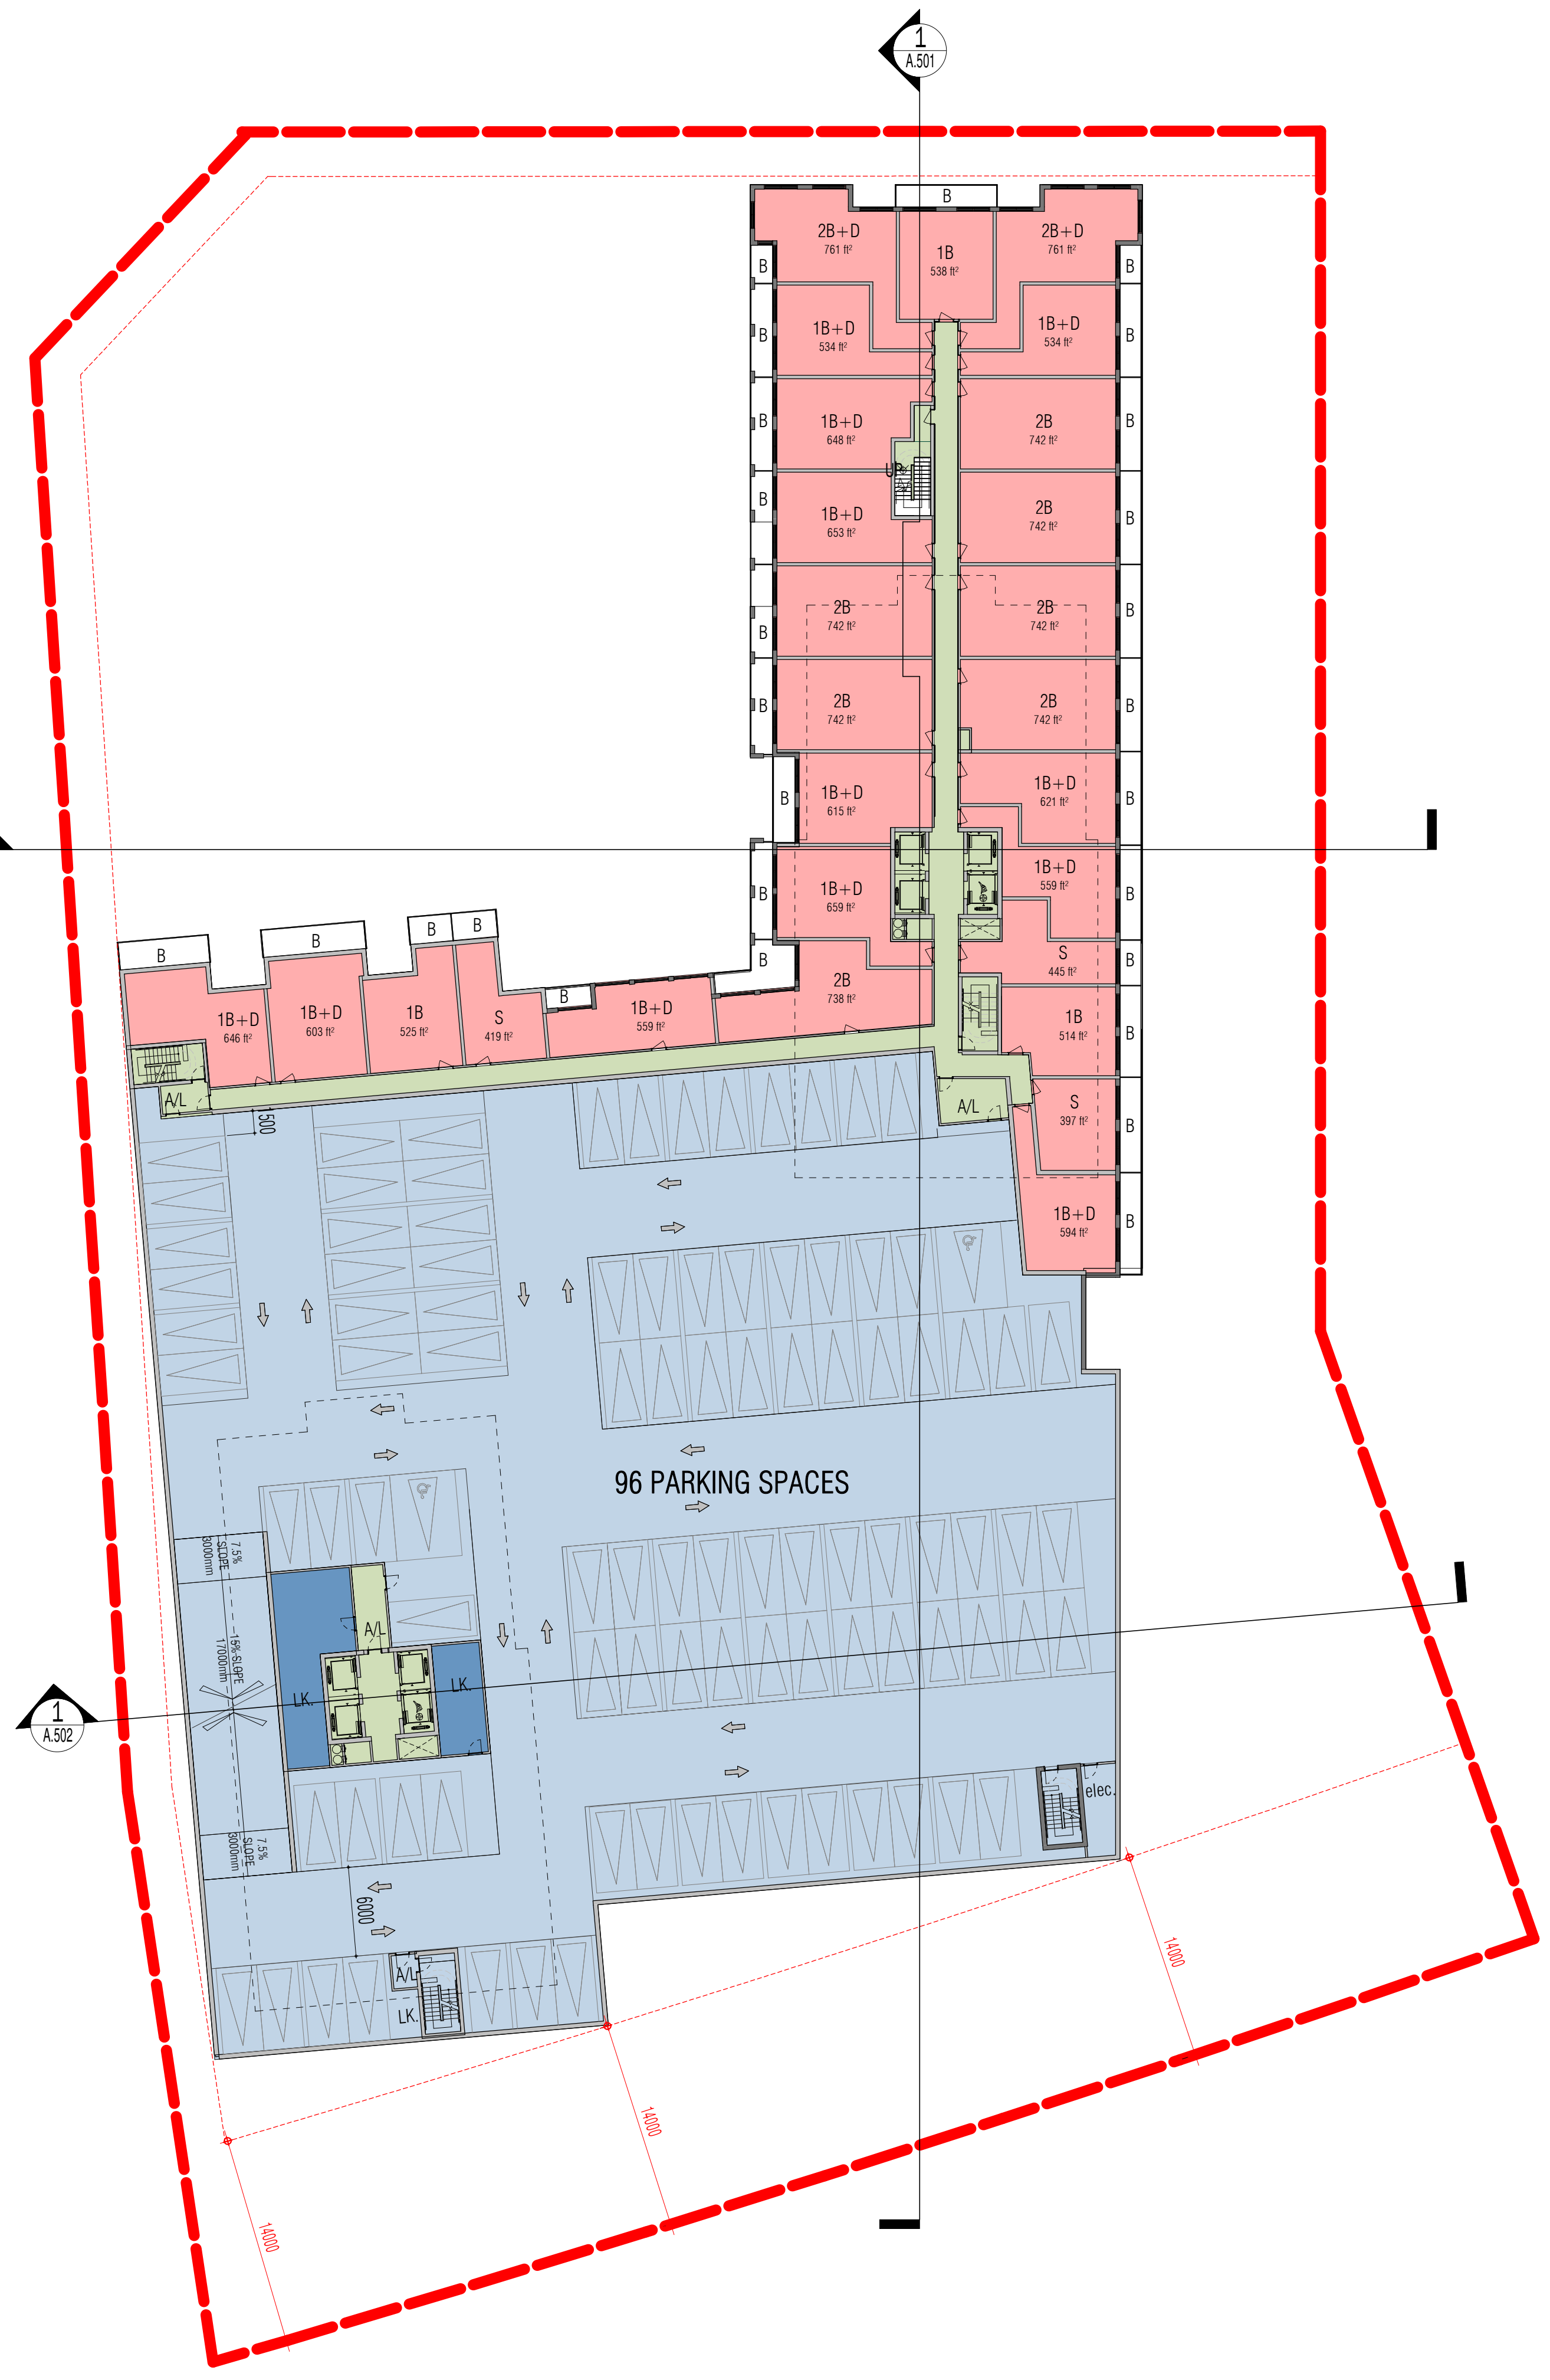 1
A.501
B
2B+D
761 ft²
1B
538 ft²
2B+D
761 ft²
B
B
1B+D
534 ft²
1B+D
534 ft²
B
B
1B+D
648 ft²
2B
742 ft²
B
B
UP
1B+D
653 ft²
2B
742 ft²
B
B
2B
742 ft²
2B
742 ft²
B
B
2B
742 ft²
2B
742 ft²
B
B
1B+D
615 ft²
1B+D
621 ft²
B
B
1B+D
659 ft²
1B+D
559 ft²
B
B
B
B
B
B
2B
738 ft²
S
445 ft²
B
B
1B+D
646 ft²
1B+D
603 ft²
1B
525 ft²
S
419 ft²
1B+D
559 ft²
1B
514 ft²
B
A/L
1500
A/L
S
397 ft²
B
1B+D
594 ft²
B
96 PARKING SPACES
7.5%
SLOPE
3000mm
15% SLOPE
17000mm
A/L
LK.
LK.
1
A.502
7.5%
SLOPE
3000mm
elec.
6000
A/L
LK.
14000
14000
14000